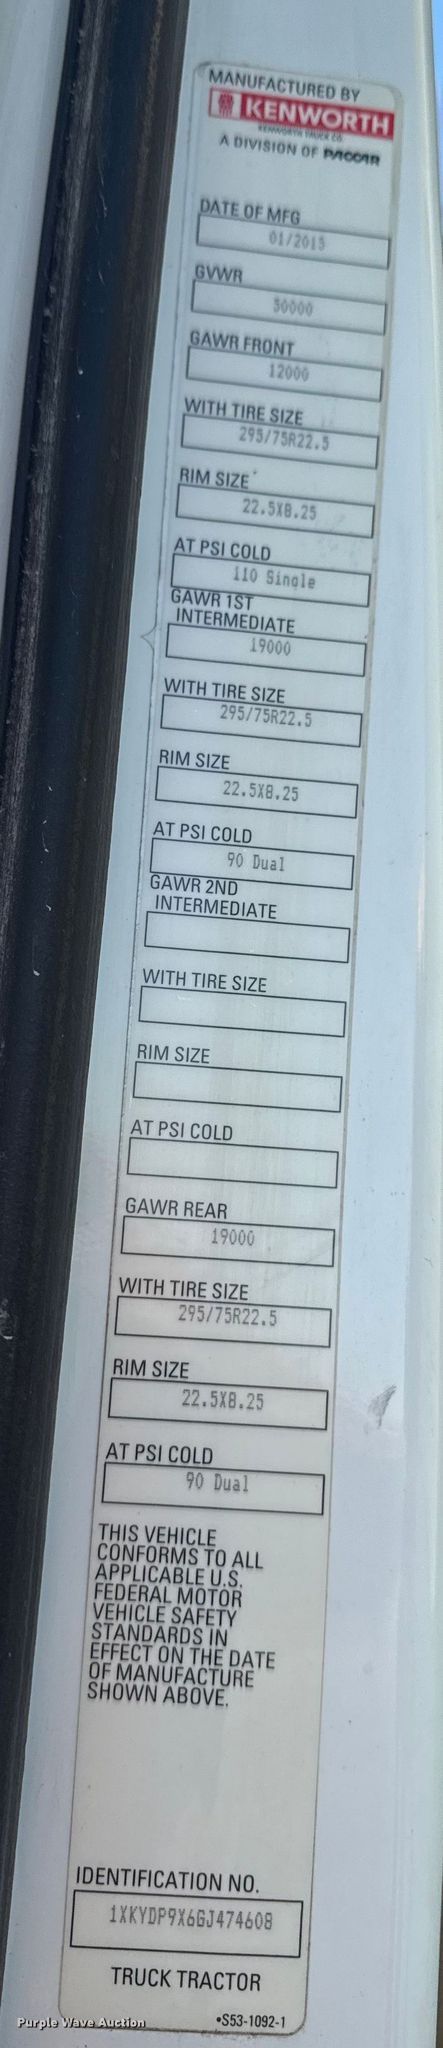 MANUFACTURED BY
KENWORTH
KENWORTH TRUCK CO.
A DIVISION OF PACCAR
DATE OF MFG
01/2015
GVWR
50000
GAWR FRONT
12000
WITH TIRE SIZE
295/75R22.5
RIM SIZE
22.5X8.25
AT PSI COLD
110 Single
GAWR 1ST
INTERMEDIATE
19000
WITH TIRE SIZE
295/75R22.5
RIM SIZE
22.5X8.25
AT PSI COLD
90 Dual
GAWR 2ND
INTERMEDIATE
WITH TIRE SIZE
RIM SIZE
AT PSI COLD
GAWR REAR
19000
WITH TIRE SIZE
295/75R22.5
RIM SIZE
22.5X8.25
AT PSI COLD
90 Dual
THIS VEHICLE
CONFORMS TO ALL
APPLICABLE U.S.
FEDERAL MOTOR
VEHICLE SAFETY
STANDARDS IN
EFFECT ON THE DATE
OF MANUFACTURE
SHOWN ABOVE.
IDENTIFICATION NO.
1XKYDP9X6GJ474608
TRUCK TRACTOR
•S53-1092-1
Purple Wave Auction